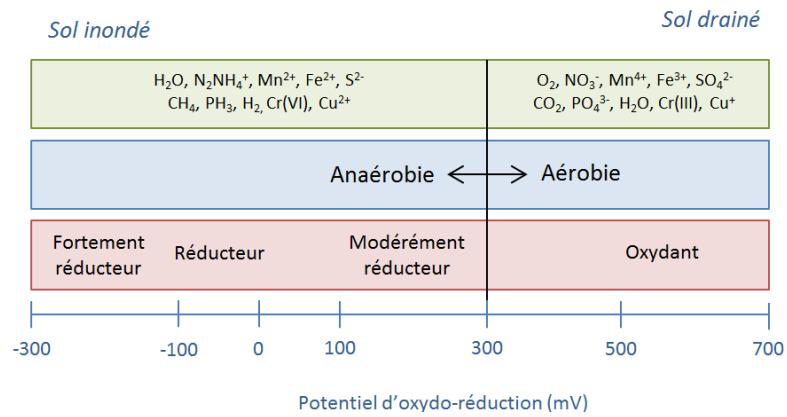 Sol inondé
Sol drainé
H₂O, N₂NH₄⁺, Mn²⁺, Fe²⁺, S²⁻
CH₄, PH₃, H₂, Cr(VI), Cu²⁺
O₂, NO₃⁻, Mn⁴⁺, Fe³⁺, SO₄²⁻
CO₂, PO₄³⁻, H₂O, Cr(III), Cu⁺
Anaérobie
Aérobie
Fortement
réducteur
Réducteur
Modérément
réducteur
Oxydant
-300 -100 0 100 300 500 700
Potentiel d'oxydo-réduction (mV)